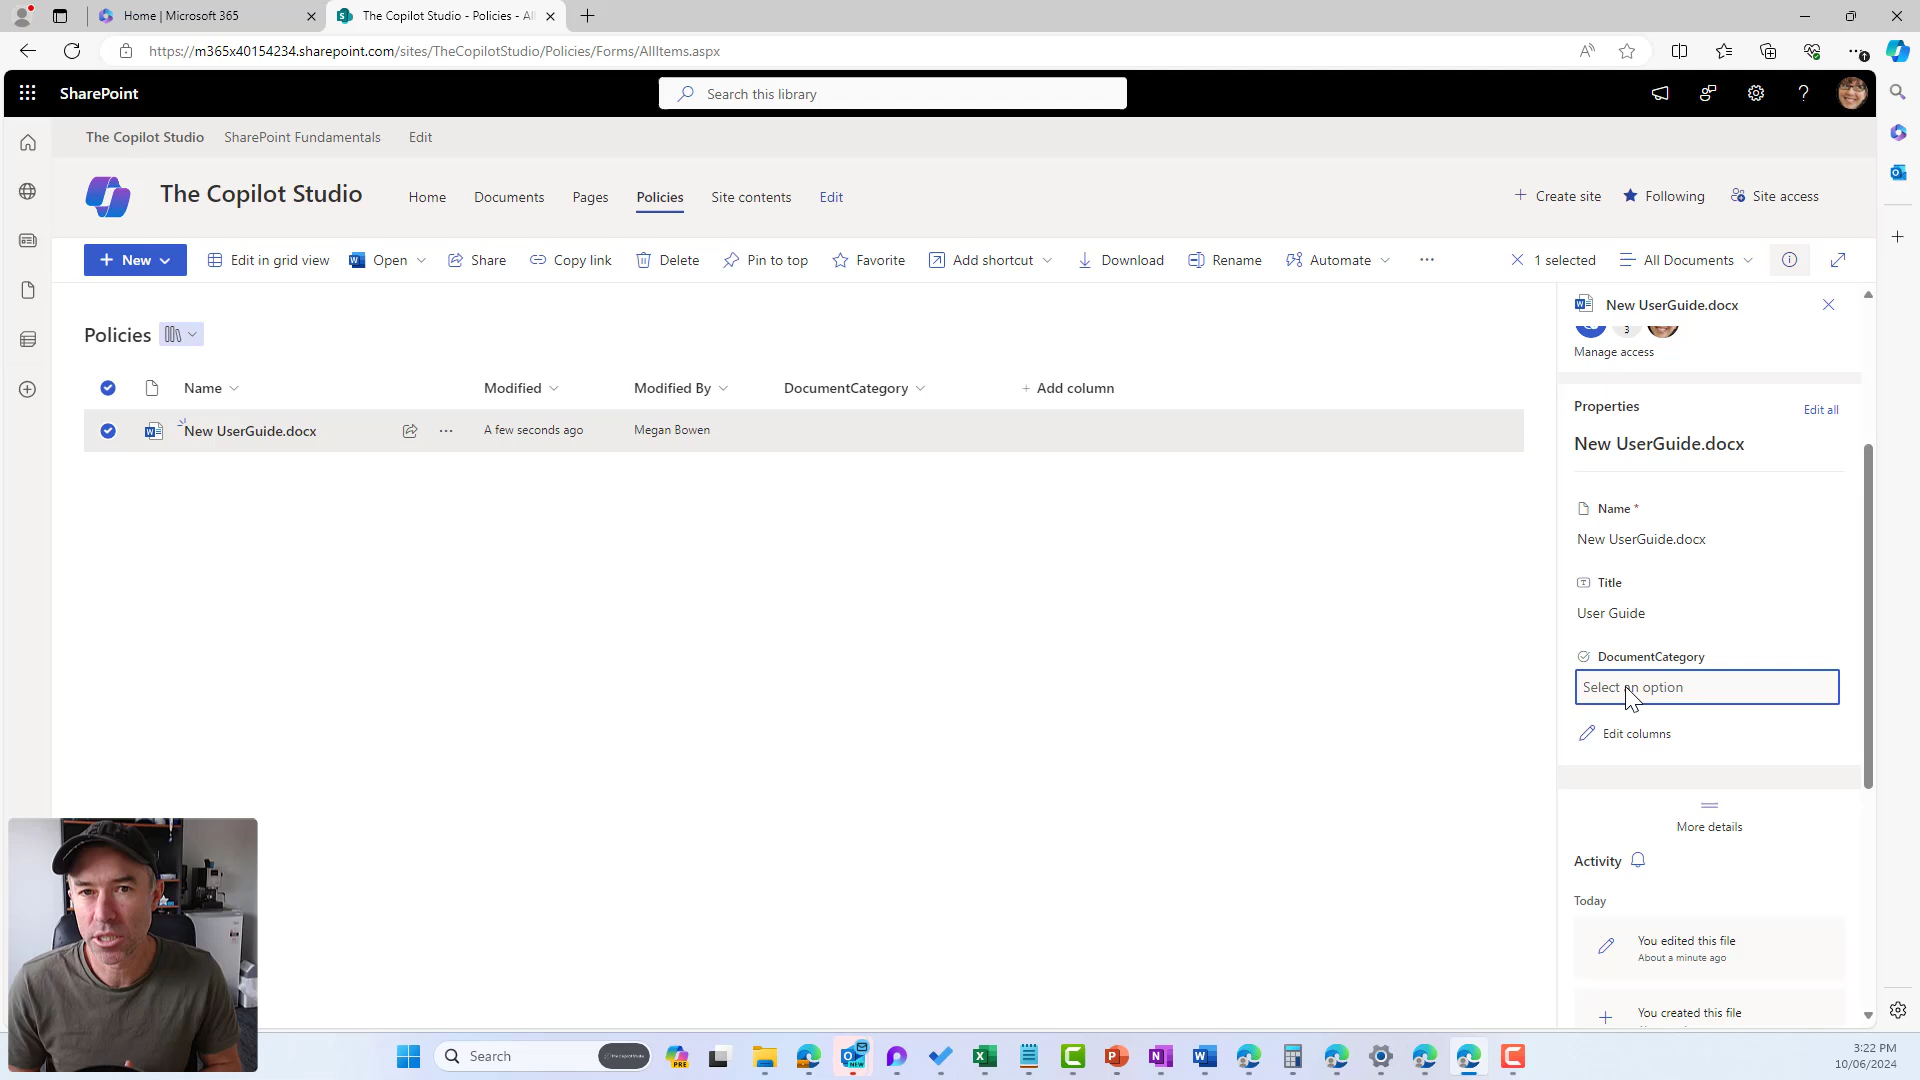 Home | Microsoft 365
The Copilot Studio - Policies - Al
https://m365x40154234.sharepoint.com/sites/TheCopilotStudio/Policies/Forms/AllItems.aspx
SharePoint
Search this library
The Copilot Studio
SharePoint Fundamentals
Edit
The Copilot Studio
Home
Documents
Pages
Policies
Site contents
Edit
Create site
Following
Site access
New
Edit in grid view
Open
Share
Copy link
Delete
Pin to top
Favorite
Add shortcut
Download
Rename
Automate
1 selected
All Documents
Policies
Name
Modified
Modified By
DocumentCategory
+ Add column
New UserGuide.docx
A few seconds ago
Megan Bowen
New UserGuide.docx
3
Manage access
Properties
Edit all
New UserGuide.docx
Name *
New UserGuide.docx
Title
User Guide
DocumentCategory
Select an option
Edit columns
More details
Activity
Today
You edited this file
About a minute ago
You created this file
Search
3:22 PM
10/06/2024